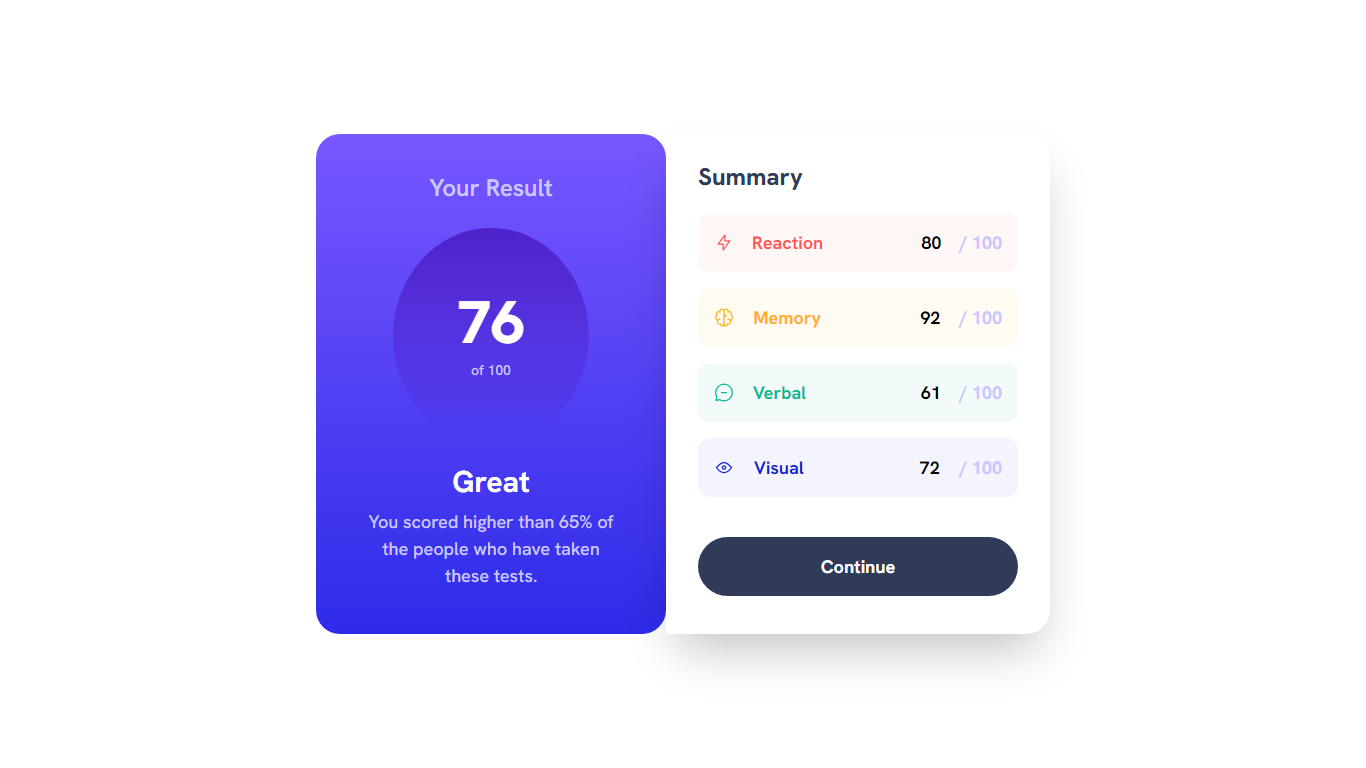 Your Result
76
of 100
Great
You scored higher than 65% of
the people who have taken
these tests.
Summary
Reaction 80 / 100
Memory 92 / 100
Verbal 61 / 100
Visual 72 / 100
Continue